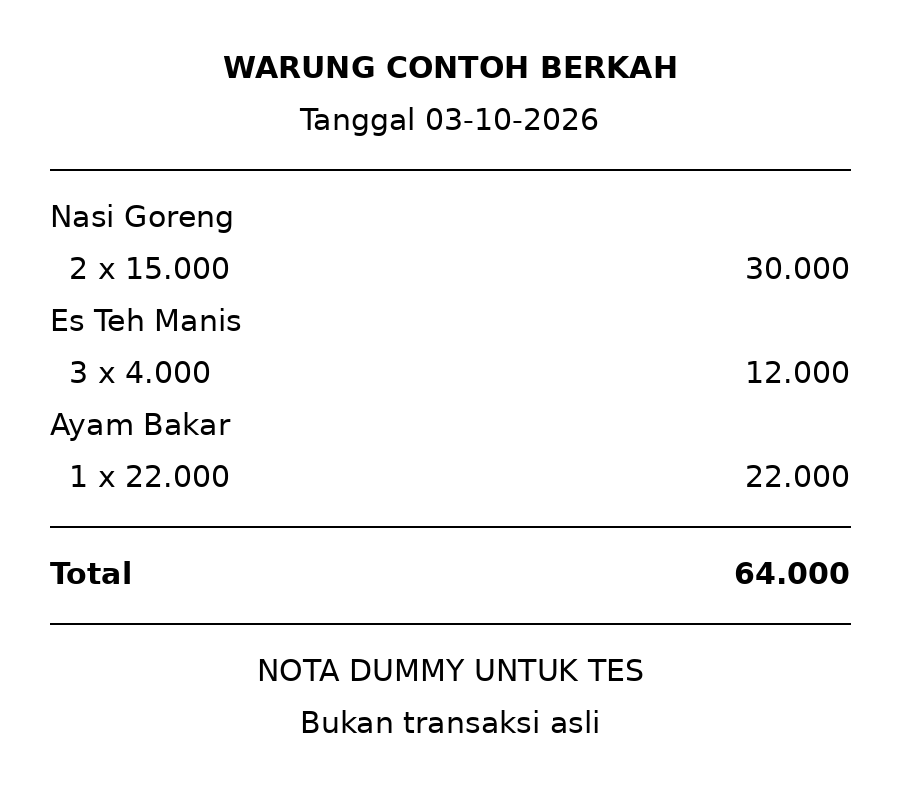 WARUNG CONTOH BERKAH
Tanggal 03-10-2026
Nasi Goreng
2 x 15.000 30.000
Es Teh Manis
3 x 4.000 12.000
Ayam Bakar
1 x 22.000 22.000
Total 64.000
NOTA DUMMY UNTUK TES
Bukan transaksi asli